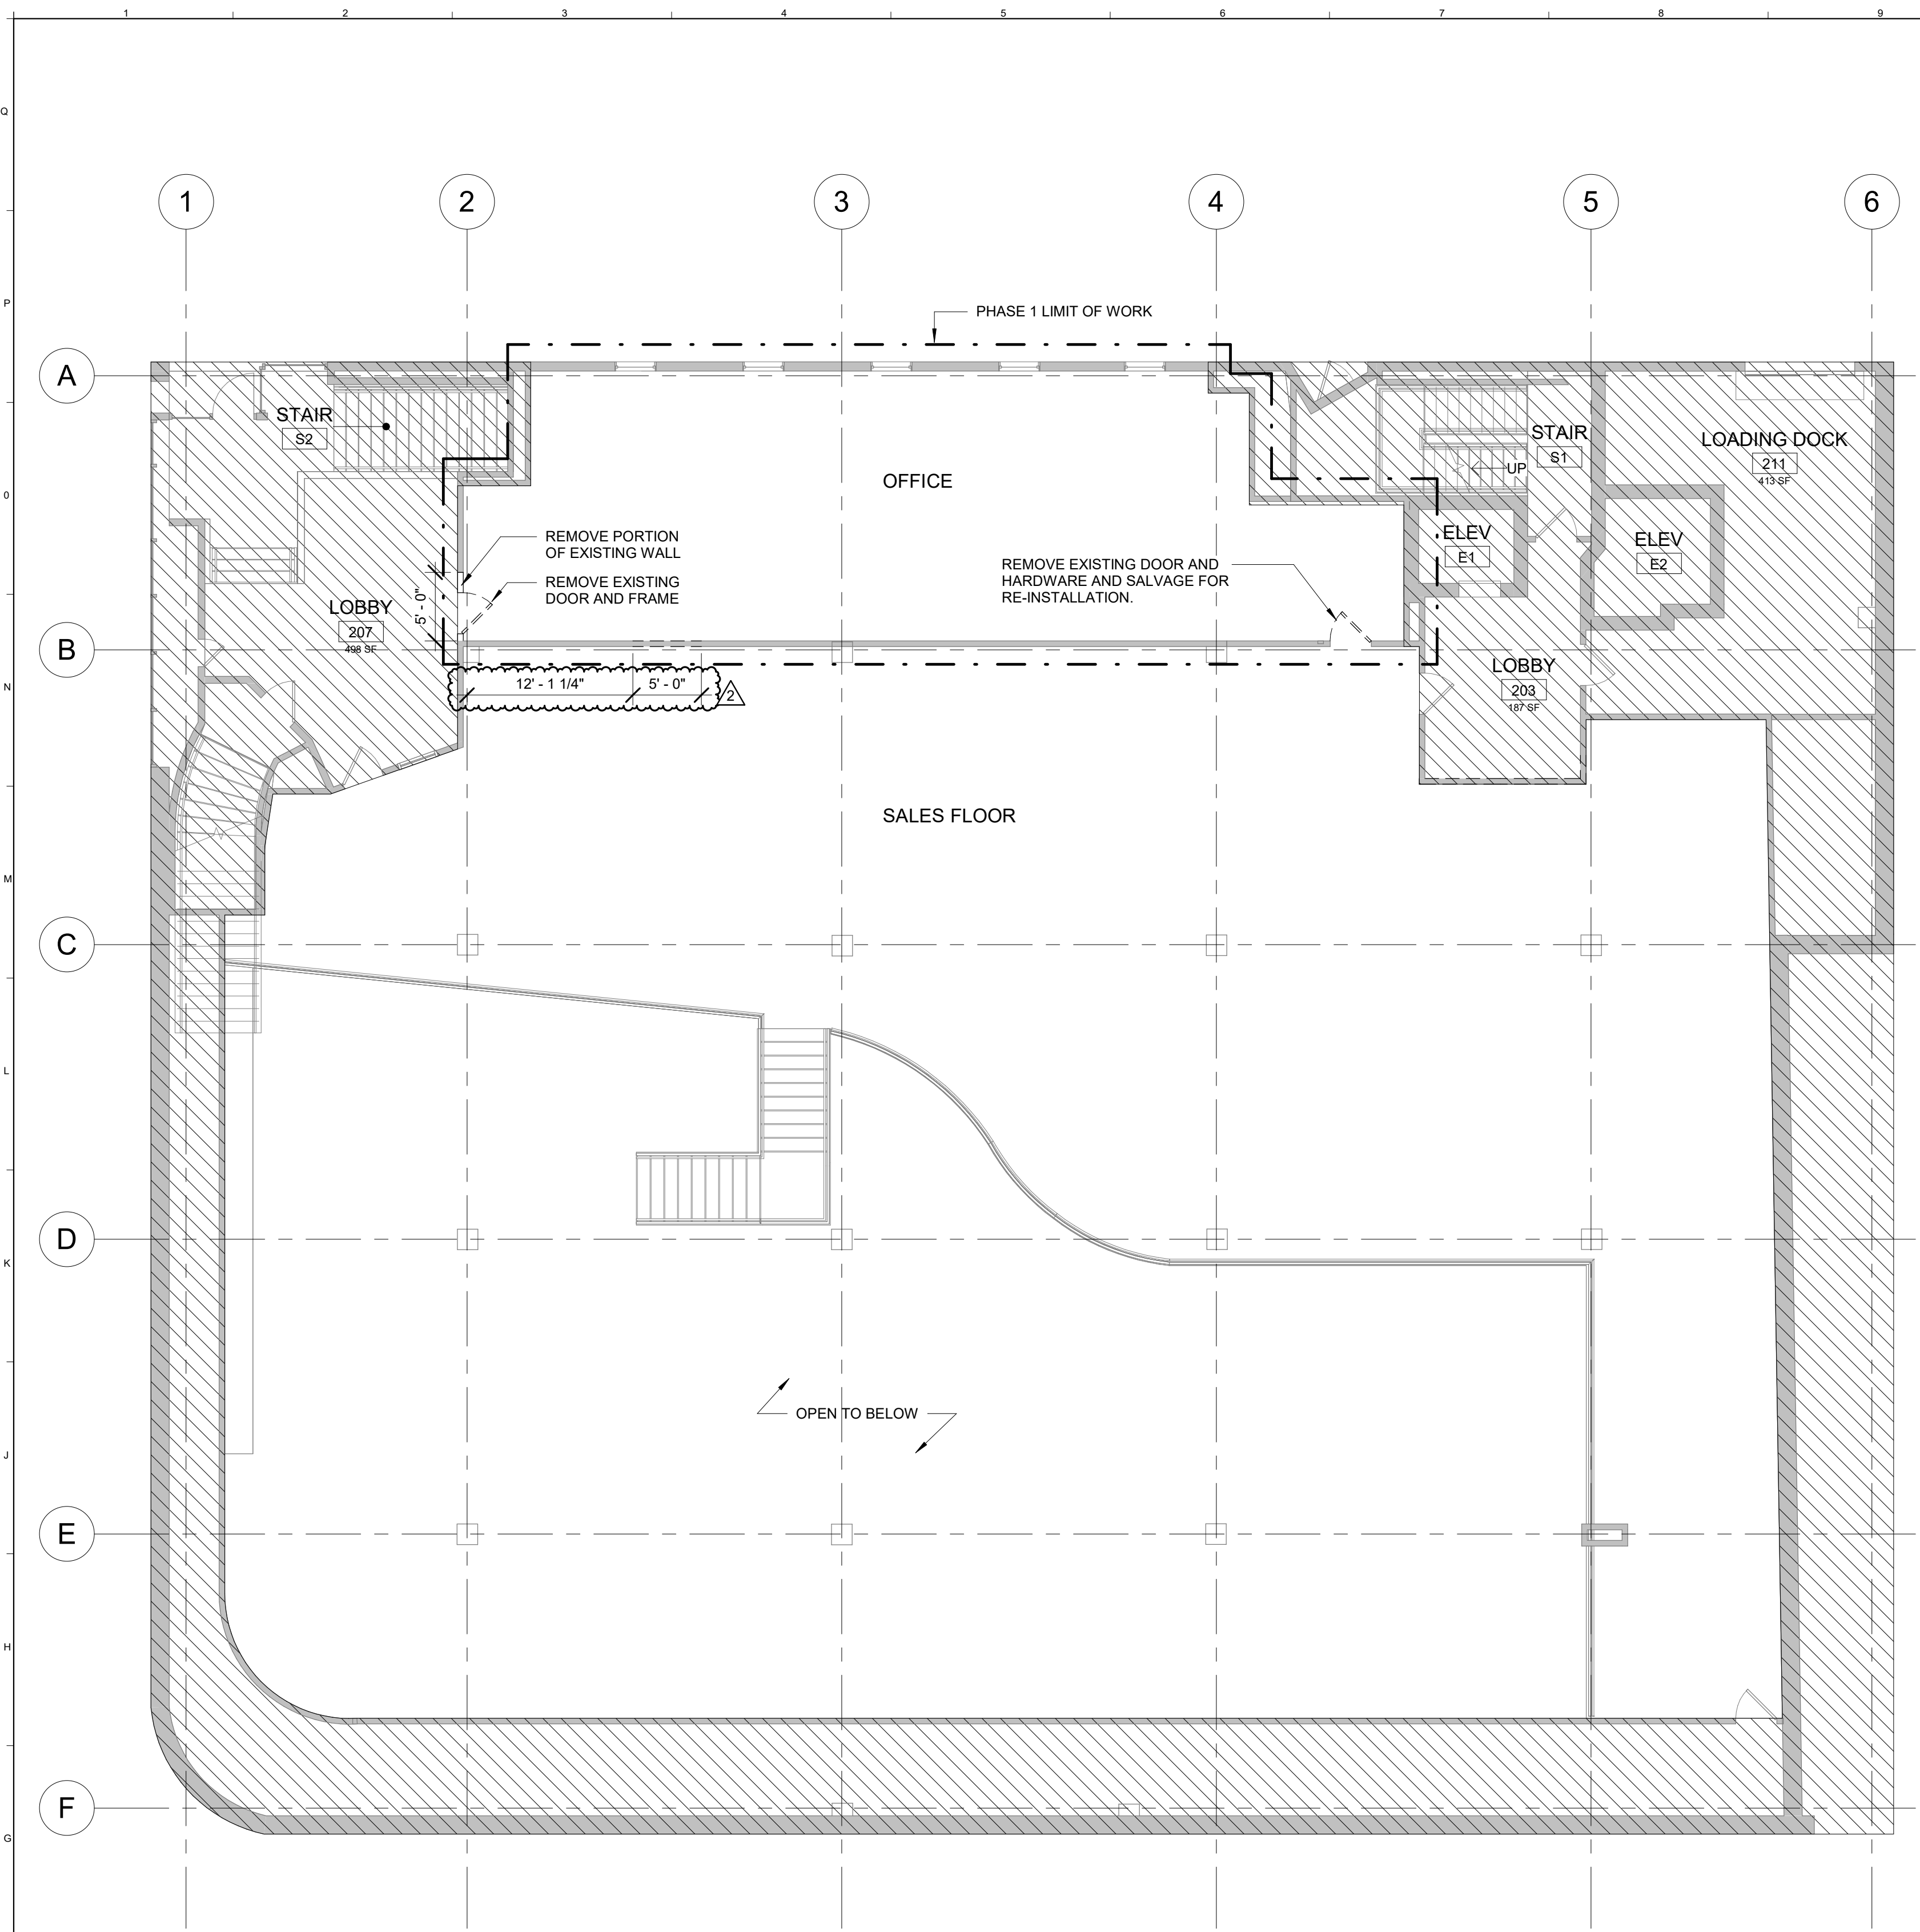 1 2 3 4 5 6 7 8 9
Q
1 2 3 4 5 6
P
PHASE 1 LIMIT OF WORK
A
STAIR
S2
STAIR
S1
LOADING DOCK
211
413 SF
UP
OFFICE
0
REMOVE PORTION
OF EXISTING WALL
ELEV
E1
ELEV
E2
REMOVE EXISTING
DOOR AND FRAME
REMOVE EXISTING DOOR AND
HARDWARE AND SALVAGE FOR
RE-INSTALLATION.
5' - 0"
LOBBY
207
498 SF
B
LOBBY
203
187 SF
N
12' - 1 1/4" 5' - 0"
2
SALES FLOOR
M
C
L
D
K
OPEN TO BELOW
J
E
H
F
G